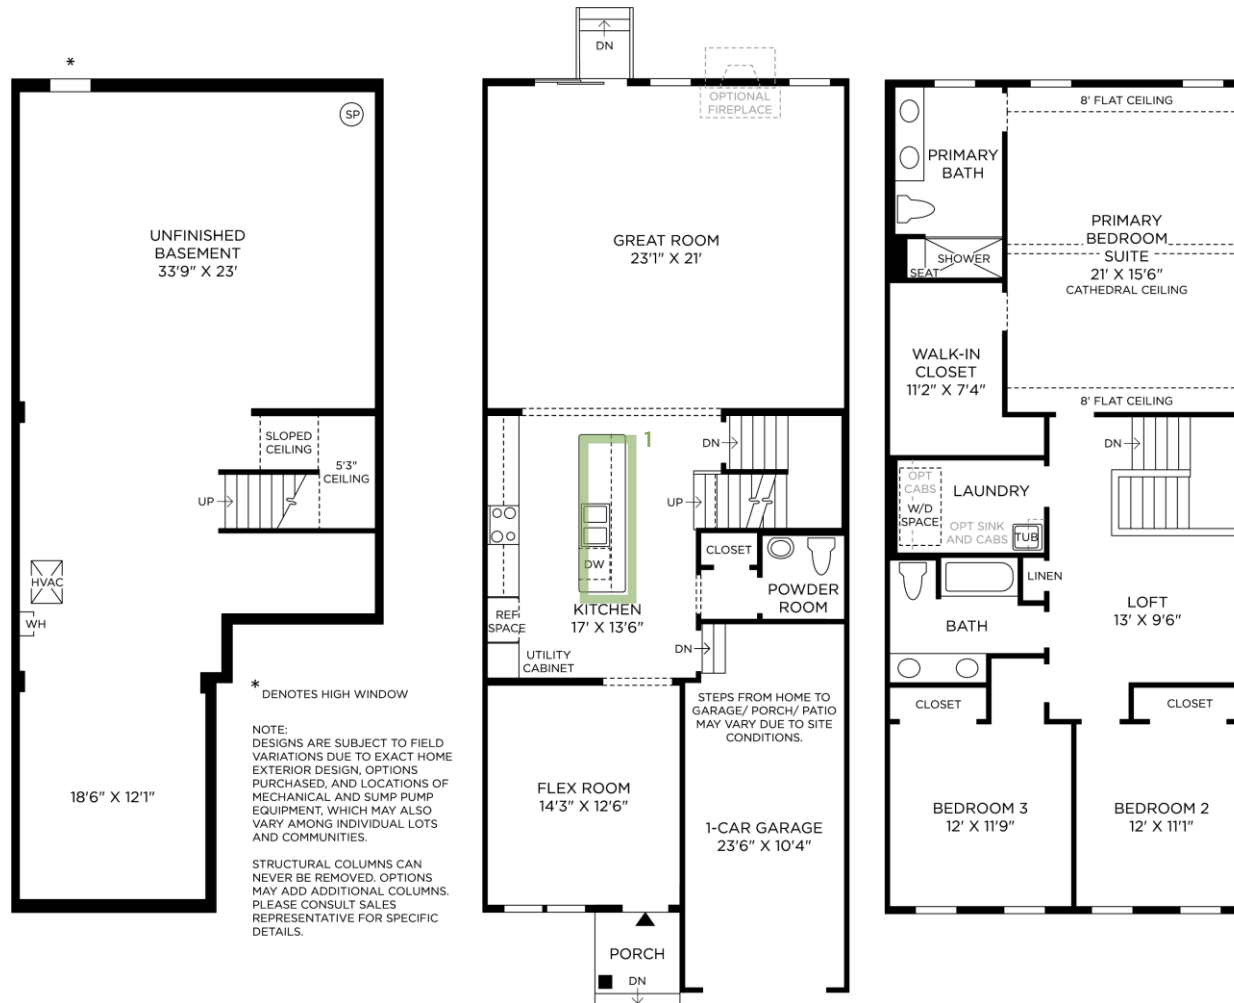 *
SP
UNFINISHED
BASEMENT
33'9" X 23'
SLOPED
CEILING
5'3"
CEILING
UP
HVAC
WH
18'6" X 12'1"
* DENOTES HIGH WINDOW
NOTE:
DESIGNS ARE SUBJECT TO FIELD
VARIATIONS DUE TO EXACT HOME
EXTERIOR DESIGN, OPTIONS
PURCHASED, AND LOCATIONS OF
MECHANICAL AND SUMP PUMP
EQUIPMENT, WHICH MAY ALSO
VARY AMONG INDIVIDUAL LOTS
AND COMMUNITIES.
STRUCTURAL COLUMNS CAN
NEVER BE REMOVED. OPTIONS
MAY ADD ADDITIONAL COLUMNS.
PLEASE CONSULT SALES
REPRESENTATIVE FOR SPECIFIC
DETAILS.
DN
OPTIONAL
FIREPLACE
GREAT ROOM
23'1" X 21'
1
DN
UP
CLOSET
DW
POWDER
ROOM
KITCHEN
17' X 13'6"
REF
SPACE
UTILITY
CABINET
DN
STEPS FROM HOME TO
GARAGE/ PORCH/ PATIO
MAY VARY DUE TO SITE
CONDITIONS.
FLEX ROOM
14'3" X 12'6"
1-CAR GARAGE
23'6" X 10'4"
PORCH
DN
8' FLAT CEILING
PRIMARY
BATH
PRIMARY
BEDROOM
SUITE
21' X 15'6"
CATHEDRAL CEILING
SHOWER
SEAT
WALK-IN
CLOSET
11'2" X 7'4"
8' FLAT CEILING
DN
OPT
CABS
W/D
SPACE
LAUNDRY
OPT SINK
AND CABS
TUB
LINEN
LOFT
13' X 9'6"
BATH
CLOSET
CLOSET
BEDROOM 3
12' X 11'9"
BEDROOM 2
12' X 11'1"